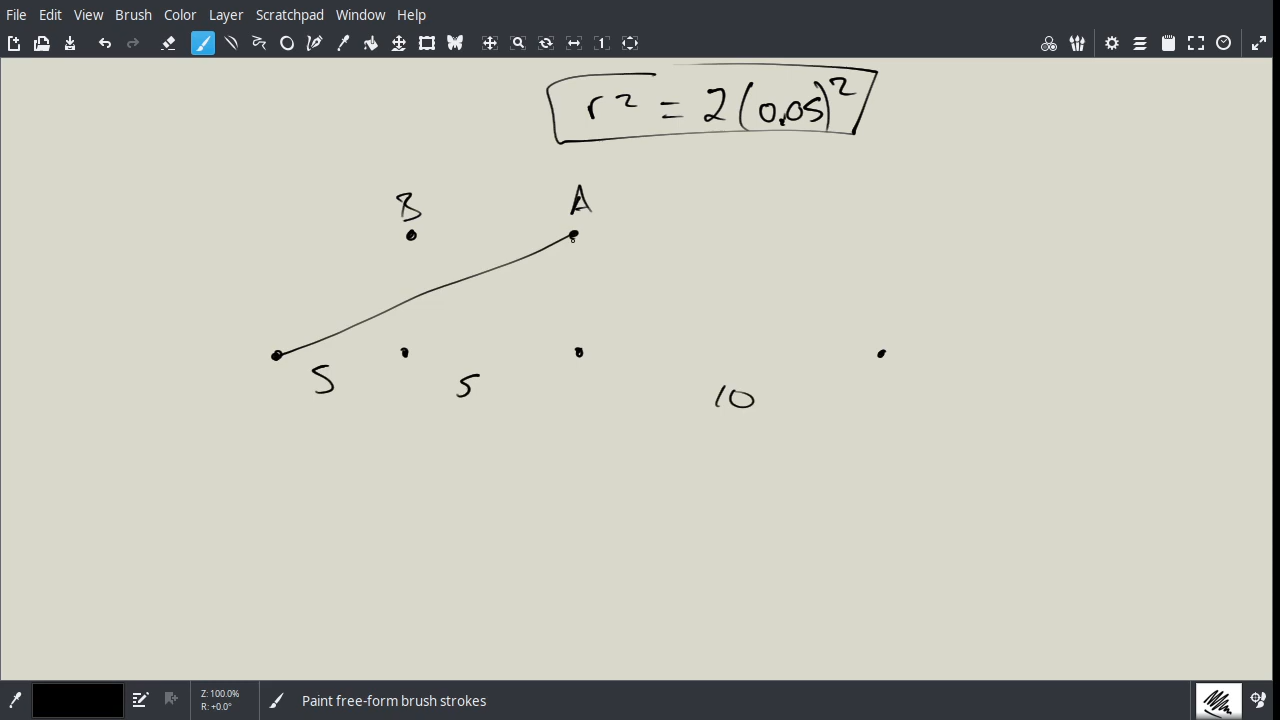 File Edit View Brush Color Layer Scratchpad Window Help
1
r² = 2(0.05)²
B A
5 5 10
Z: 100.0%
R: +0.0°
Paint free-form brush strokes